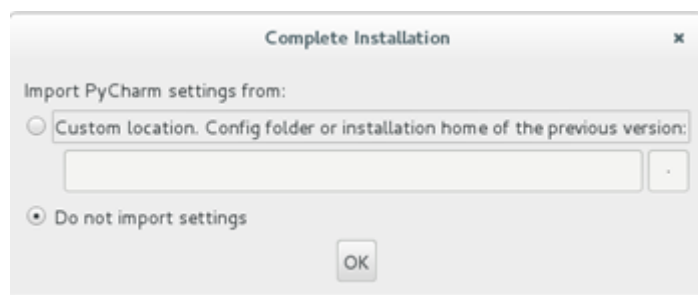 Complete Installation
Import PyCharm settings from:
Custom location. Config folder or installation home of the previous version:
Do not import settings
OK